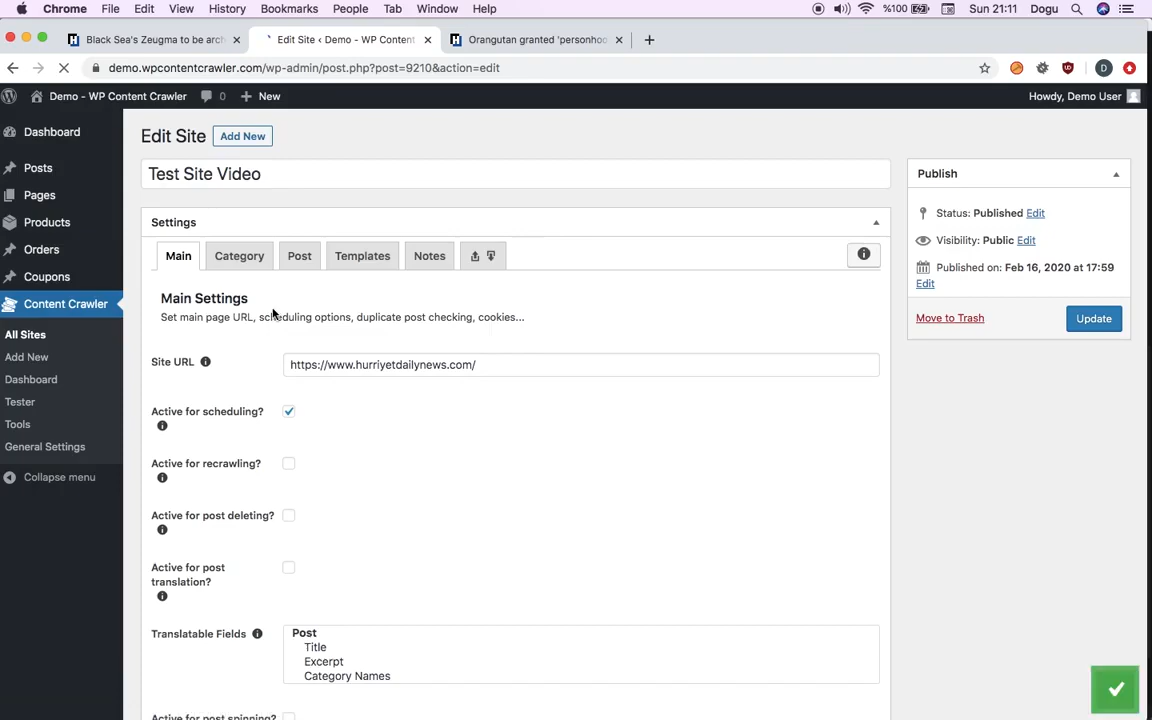 Chrome File Edit View History Bookmarks People Tab Window Help %100 Sun 21:11 Dogu
Black Sea's Zeugma to be arch
Edit Site ‹ Demo - WP Content
Orangutan granted 'personhoo
demo.wpcontentcrawler.com/wp-admin/post.php?post=9210&action=edit D
Demo - WP Content Crawler 0 New Howdy, Demo User
Dashboard
Posts
Pages
Products
Orders
Coupons
Content Crawler
All Sites
Add New
Dashboard
Tester
Tools
General Settings
Collapse menu
Edit Site Add New
Test Site Video
Settings
Main Category Post Templates Notes
Main Settings
Set main page URL, scheduling options, duplicate post checking, cookies...
Site URL https://www.hurriyetdailynews.com/
Active for scheduling?
Active for recrawling?
Active for post deleting?
Active for post
translation?
Translatable Fields
Post
Title
Excerpt
Category Names
Active for post spinning?
Publish
Status: Published Edit
Visibility: Public Edit
Published on: Feb 16, 2020 at 17:59
Edit
Move to Trash Update